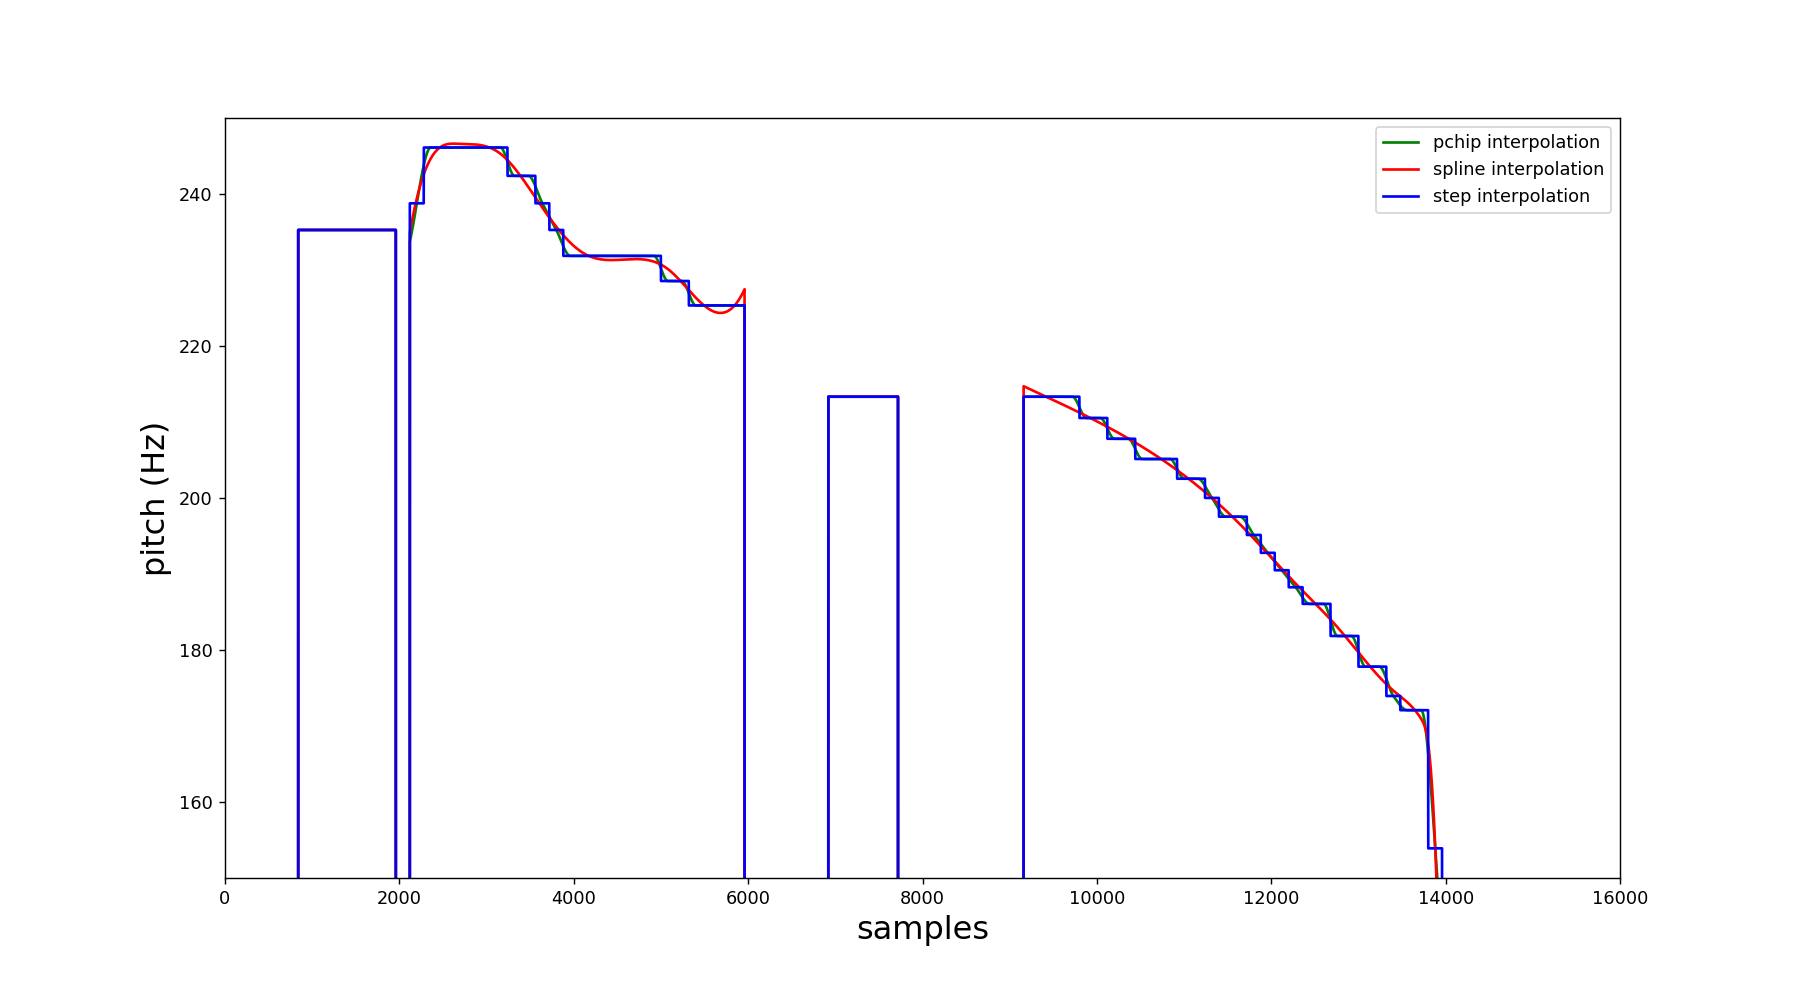 pchip interpolation
spline interpolation
step interpolation
240
220
200
180
160
pitch (Hz)
0 2000 4000 6000 8000 10000 12000 14000 16000
samples